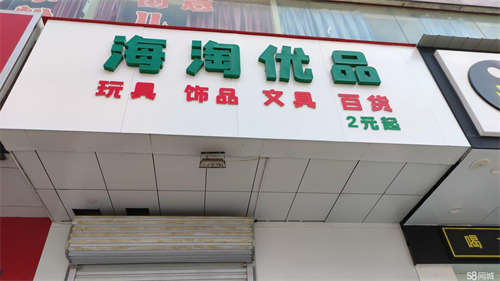 海淘优品
玩具 饰品 文具 百货
2元起
喝
58同城